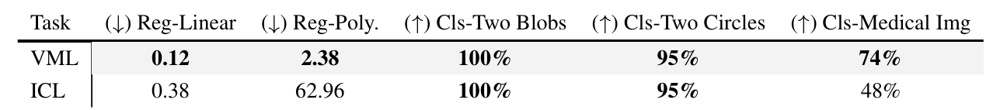 Task (↓) Reg-Linear (↓) Reg-Poly. (↑) Cls-Two Blobs (↑) Cls-Two Circles (↑) Cls-Medical Img
VML 0.12 2.38 100% 95% 74%
ICL 0.38 62.96 100% 95% 48%